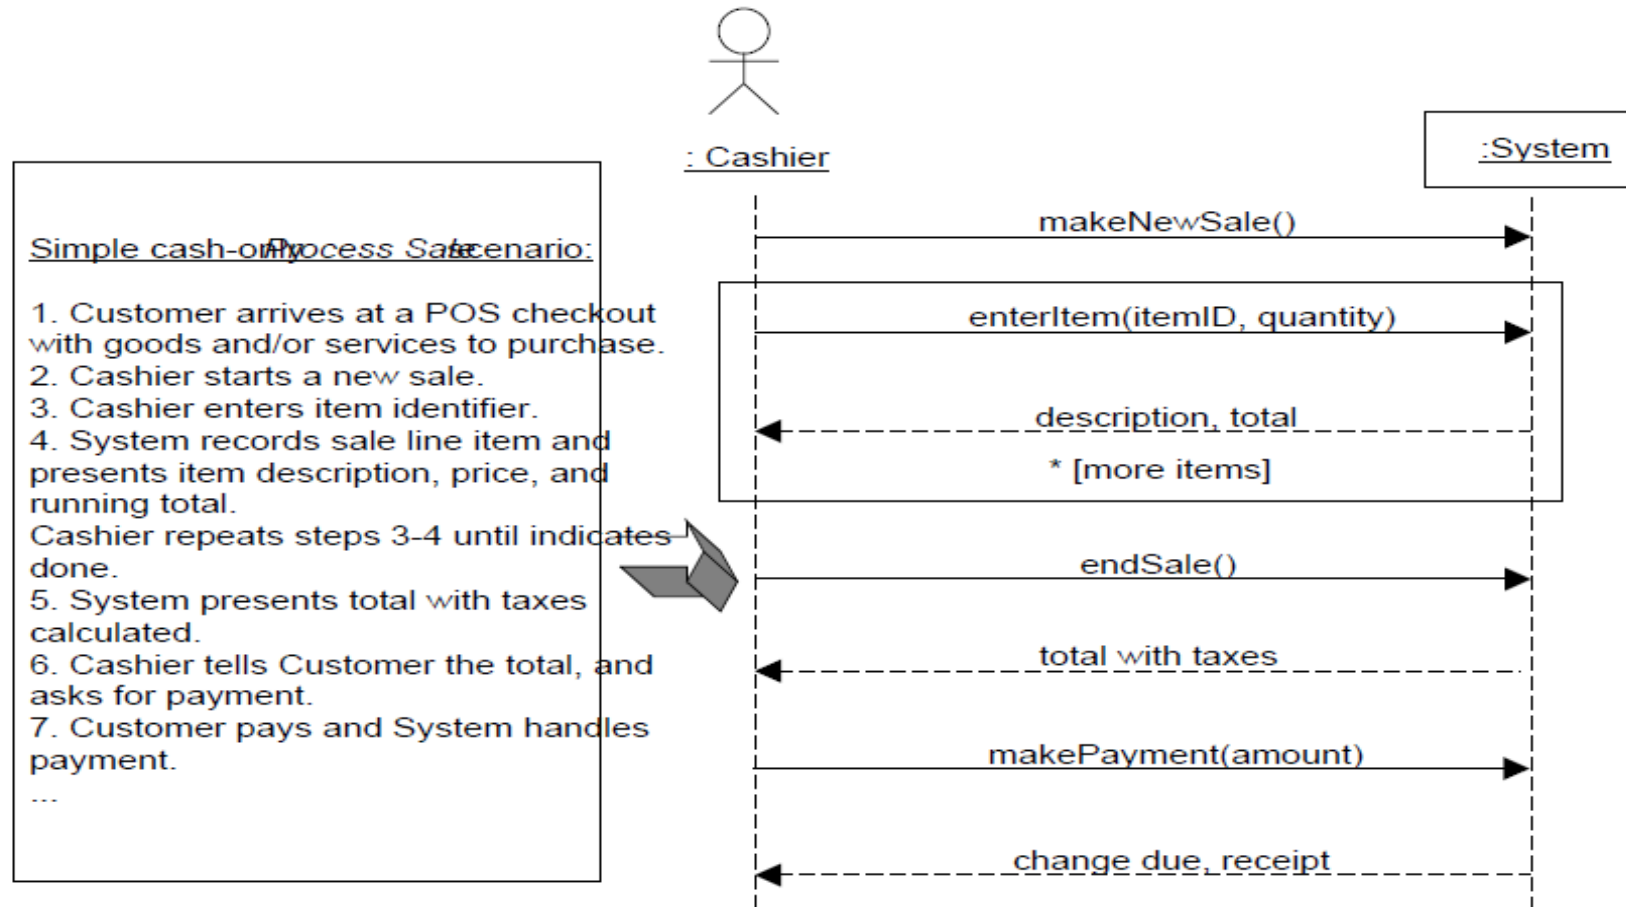 : Cashier
:System
Simple cash-only Process Sale scenario:
1. Customer arrives at a POS checkout
with goods and/or services to purchase.
2. Cashier starts a new sale.
3. Cashier enters item identifier.
4. System records sale line item and
presents item description, price, and
running total.
Cashier repeats steps 3-4 until indicates
done.
5. System presents total with taxes
calculated.
6. Cashier tells Customer the total, and
asks for payment.
7. Customer pays and System handles
payment.
...
makeNewSale()
enterItem(itemID, quantity)
description, total
* [more items]
endSale()
total with taxes
makePayment(amount)
change due, receipt